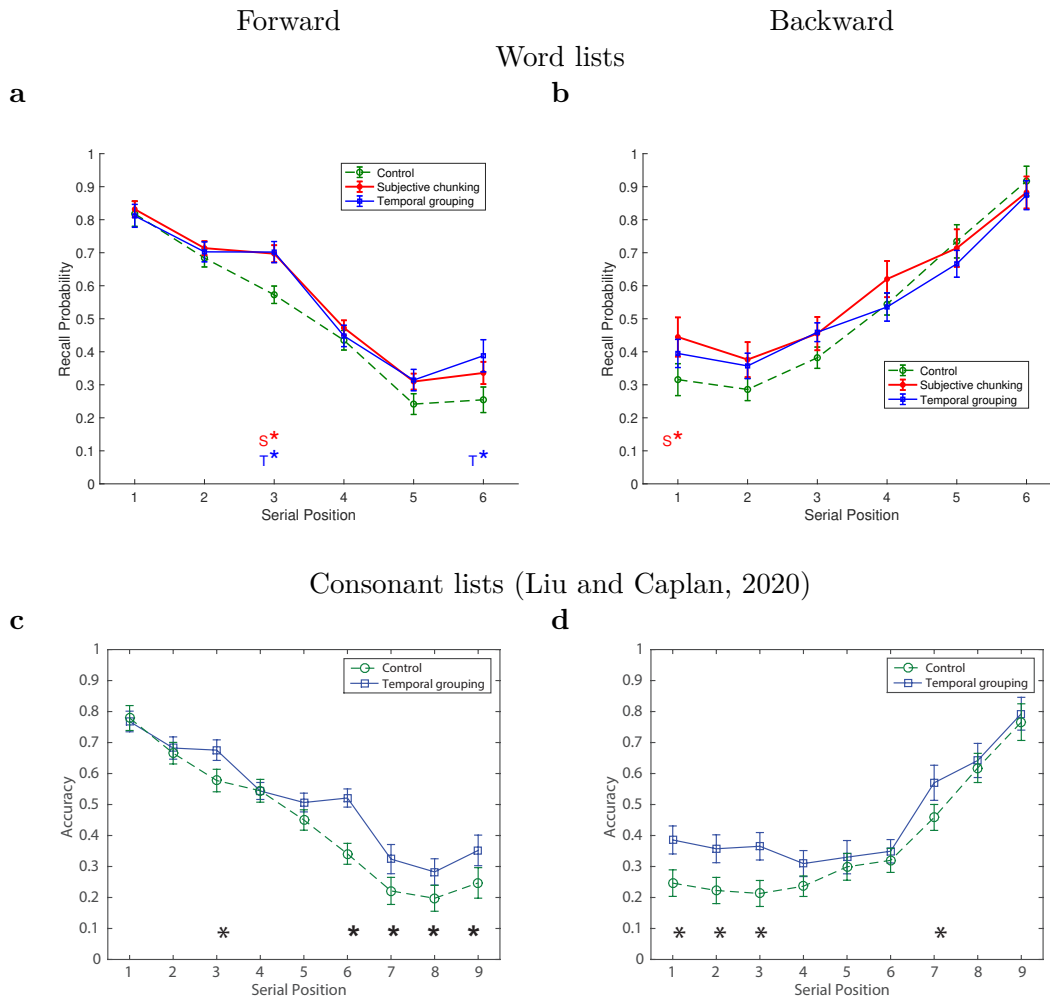 Forward
Backward
Word lists
a
b
1
0.9
0.8
0.7
0.6
0.5
0.4
0.3
0.2
0.1
0
Recall Probability
Control
Subjective chunking
Temporal grouping
S*
T*
T*
1 2 3 4 5 6
Serial Position
1
0.9
0.8
0.7
0.6
0.5
0.4
0.3
0.2
0.1
0
Recall Probability
Control
Subjective chunking
Temporal grouping
S*
1 2 3 4 5 6
Serial Position
Consonant lists (Liu and Caplan, 2020)
c
d
1
0.9
0.8
0.7
0.6
0.5
0.4
0.3
0.2
0.1
0
Accuracy
Control
Temporal grouping
* * * * *
1 2 3 4 5 6 7 8 9
Serial Position
1
0.9
0.8
0.7
0.6
0.5
0.4
0.3
0.2
0.1
0
Accuracy
Control
Temporal grouping
* * * *
1 2 3 4 5 6 7 8 9
Serial Position